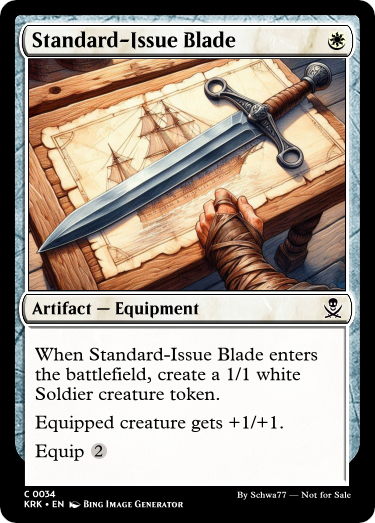 Standard-Issue Blade
Artifact — Equipment
When Standard-Issue Blade enters
the battlefield, create a 1/1 white
Soldier creature token.
Equipped creature gets +1/+1.
Equip 2
C 0034
KRK • EN Bing Image Generator
By Schwa77 — Not for Sale